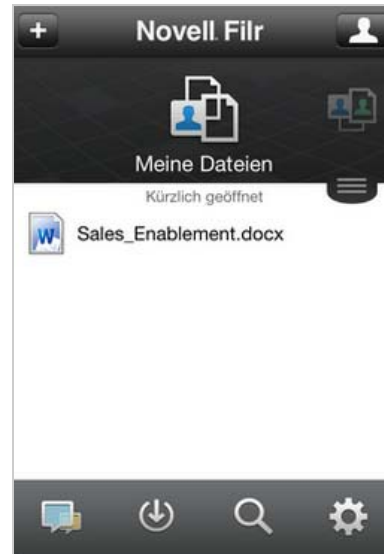 Novell Filr
Meine Dateien
Kürzlich geöffnet
W Sales_Enablement.docx